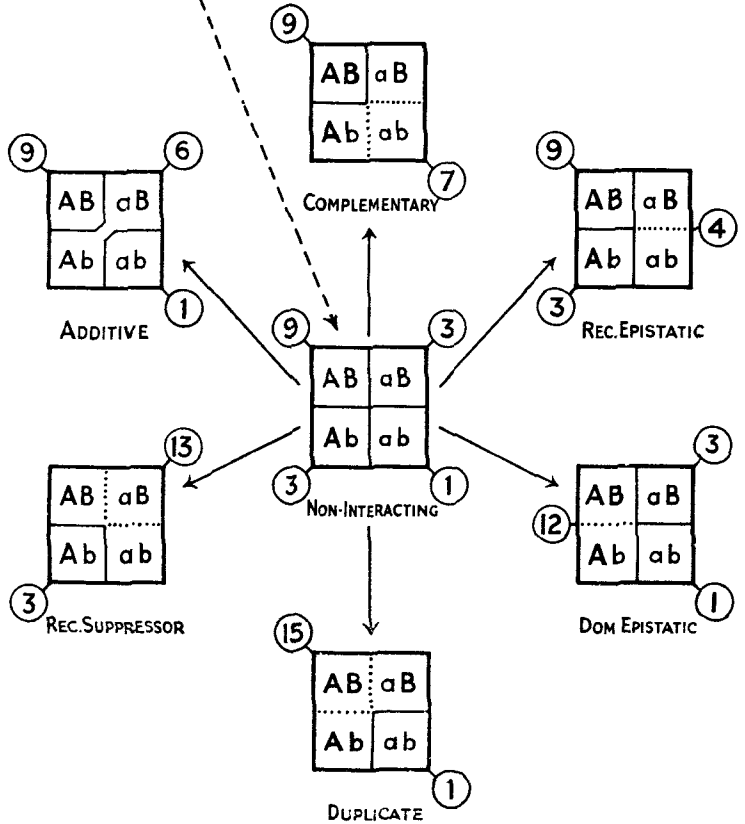 9
AB aB
Ab ab
7
COMPLEMENTARY
9 6
AB aB
Ab ab
1
ADDITIVE
9
AB aB
4
Ab ab
3
REC.EPISTATIC
9 3
AB aB
Ab ab
3 1
NON-INTERACTING
13
AB aB
Ab ab
3
REC.SUPPRESSOR
3
AB aB
12
Ab ab
1
DOM EPISTATIC
15
AB aB
Ab ab
1
DUPLICATE